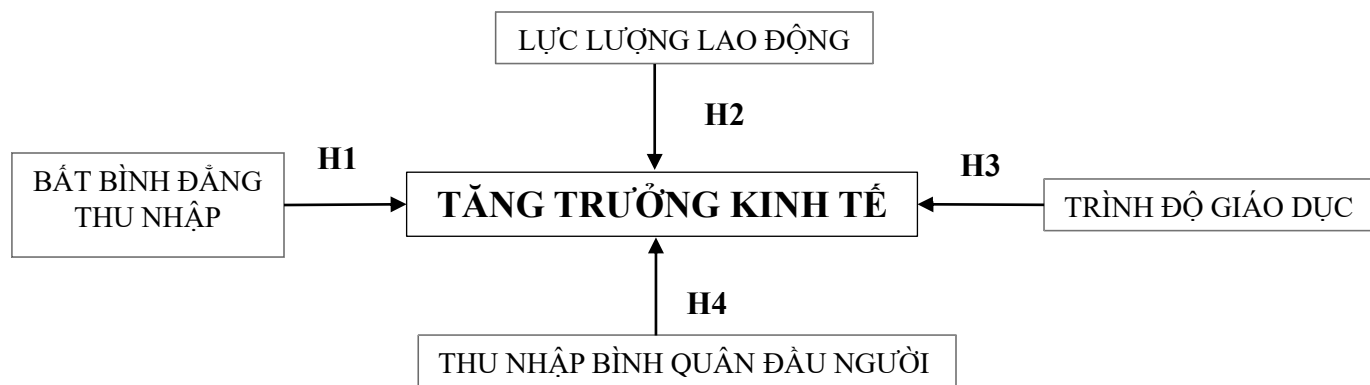 LỰC LƯỢNG LAO ĐỘNG
H2
H1
H3
BẤT BÌNH ĐẲNG
THU NHẬP
TĂNG TRƯỞNG KINH TẾ
TRÌNH ĐỘ GIÁO DỤC
H4
THU NHẬP BÌNH QUÂN ĐẦU NGƯỜI